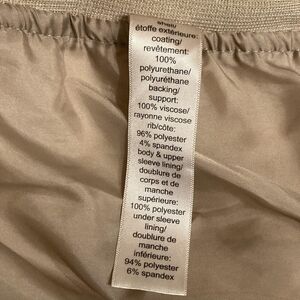 shell/
étoffe extérieure:
coating/
revêtement:
100%
polyurethane/
polyuréthane
backing/
support:
100% viscose/
rayonne viscose
rib/côte:
96% polyester
4% spandex
body & upper
sleeve lining/
doublure de
corps et de
manche
supérieure:
100% polyester
under sleeve
lining/
doublure de
manche
inférieure:
94% polyester
6% spandex